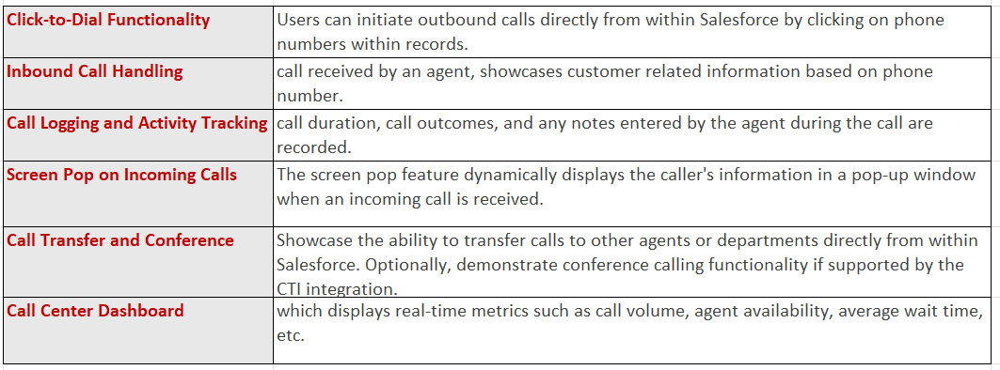 Click-to-Dial Functionality
Users can initiate outbound calls directly from within Salesforce by clicking on phone
numbers within records.
Inbound Call Handling
call received by an agent, showcases customer related information based on phone
number.
Call Logging and Activity Tracking
call duration, call outcomes, and any notes entered by the agent during the call are
recorded.
Screen Pop on Incoming Calls
The screen pop feature dynamically displays the caller's information in a pop-up window
when an incoming call is received.
Call Transfer and Conference
Showcase the ability to transfer calls to other agents or departments directly from within
Salesforce. Optionally, demonstrate conference calling functionality if supported by the
CTI integration.
Call Center Dashboard
which displays real-time metrics such as call volume, agent availability, average wait time,
etc.